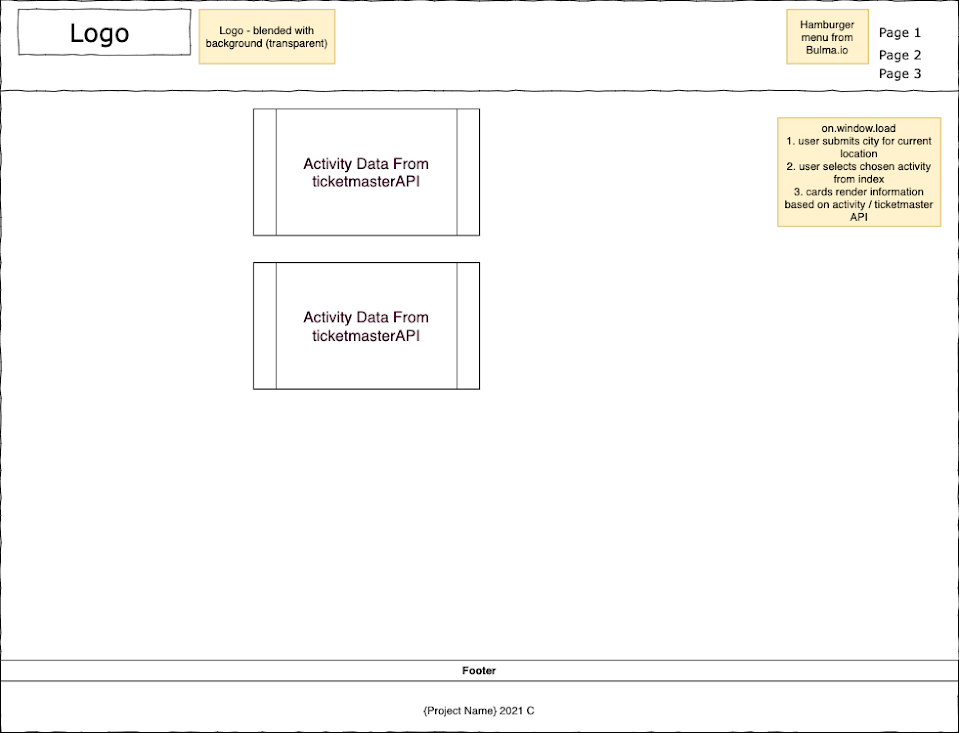 Logo
Logo - blended with
background (transparent)
Hamburger
menu from
Bulma.io
Page 1
Page 2
Page 3
Activity Data From
ticketmasterAPI
on.window.load
1. user submits city for current
location
2. user selects chosen activity
from index
3. cards render information
based on activity / ticketmaster
API
Activity Data From
ticketmasterAPI
Footer
{Project Name} 2021 C